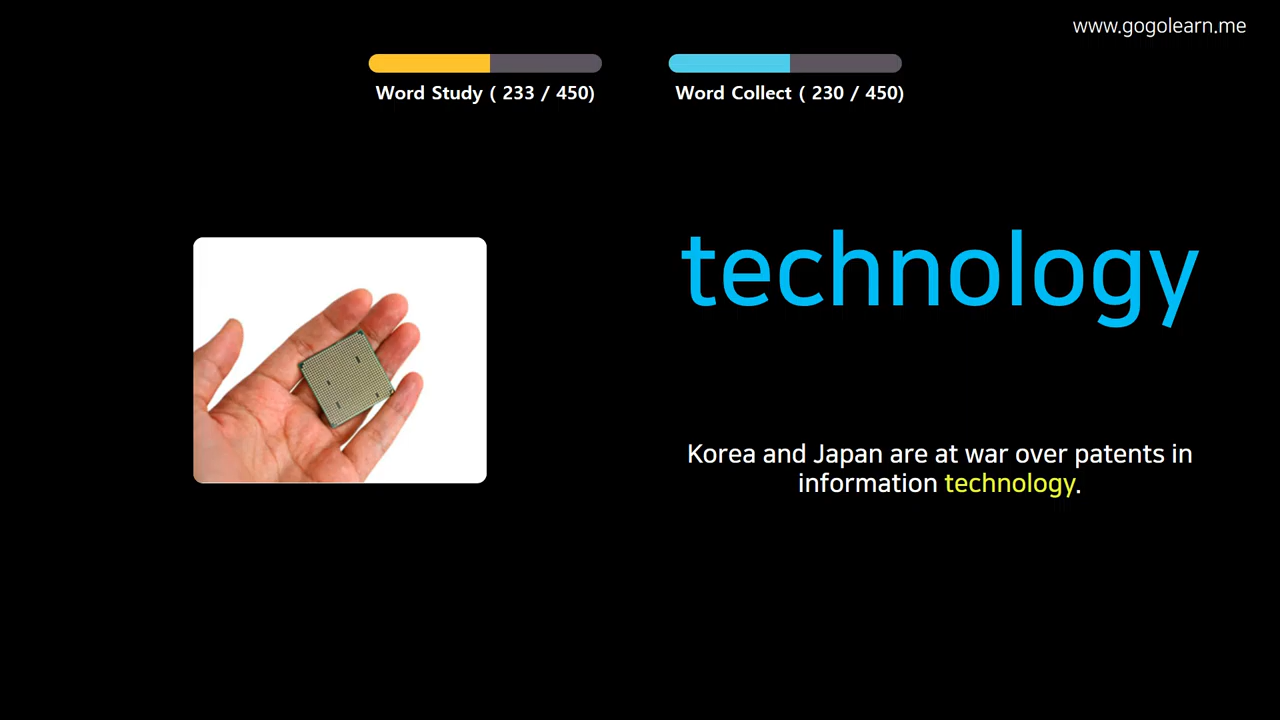 www.gogolearn.me
Word Study ( 233 / 450)
Word Collect ( 230 / 450)
technology
Korea and Japan are at war over patents in
information technology.